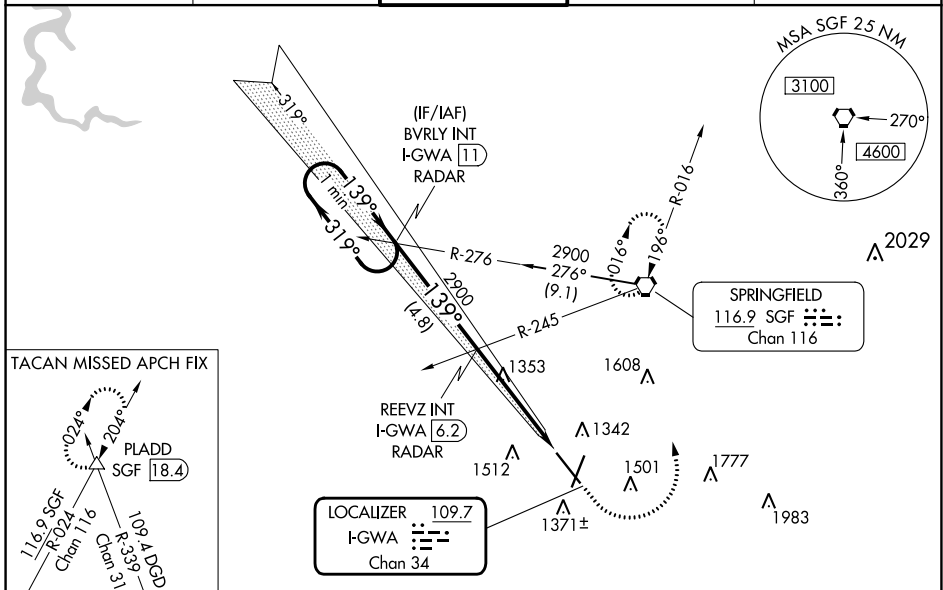 MSA SGF 25 NM
3100
270°
4600
360°
319°
(IF/IAF)
BVRLY INT
I-GWA 11
RADAR
1 min
139°
319°
R-276
2900
276°
(9.1)
016°
196°
R-016
2029
2900
139°
(4.8)
R-245
SPRINGFIELD
116.9 SGF
Chan 116
1353
1608
REEVZ INT
I-GWA 6.2
RADAR
1342
1512
1501
1777
1371±
1983
LOCALIZER 109.7
I-GWA
Chan 34
TACAN MISSED APCH FIX
024°
204°
PLADD
SGF 18.4
116.9 SGF
R-024
Chan 116
109.4 DGD
R-339
Chan 31